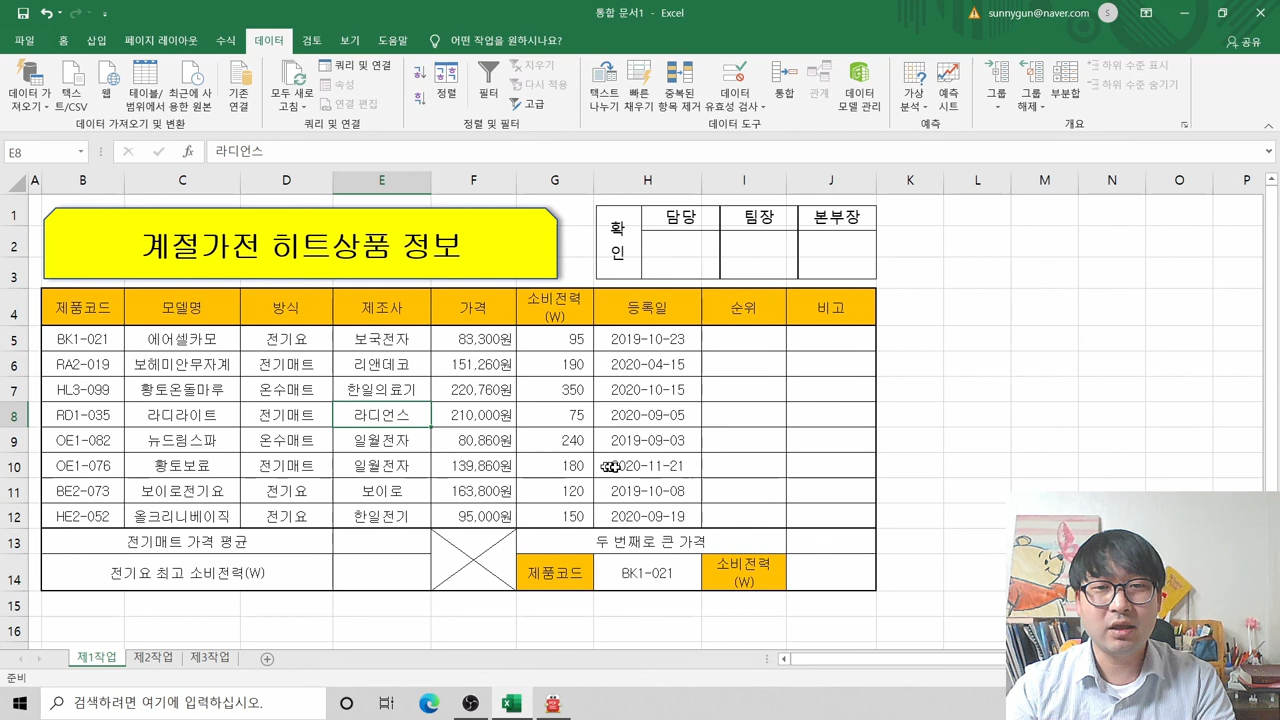 통합 문서1 - Excel
sunnygun@naver.com
S
파일 홈 삽입 페이지 레이아웃 수식 데이터 검토 보기 도움말 어떤 작업을 원하시나요? 공유
데이터 가져오기
텍스트/CSV
웹
테이블/범위에서
최근에 사용한 원본
기존 연결
모두 새로 고침
쿼리 및 연결
속성
연결 편집
정렬
필터
지우기
다시 적용
고급
텍스트 나누기
빠른 채우기
중복된 항목 제거
데이터 유효성 검사
통합
관계
데이터 모델 관리
가상 분석
예측 시트
그룹
그룹 해제
부분합
하위 수준 표시
하위 수준 숨기기
데이터 가져오기 및 변환 쿼리 및 연결 정렬 및 필터 데이터 도구 예측 개요
E8 fx 라디언스
A B C D E F G H I J K L M N O P
1 담당 팀장 본부장
2 계절가전 히트상품 정보 확인
3
4 제품코드 모델명 방식 제조사 가격 소비전력(W) 등록일 순위 비고
5 BK1-021 에어셀카모 전기요 보국전자 83,300원 95 2019-10-23
6 RA2-019 보헤미안무자계 전기매트 리앤데코 151,260원 190 2020-04-15
7 HL3-099 황토온돌마루 온수매트 한일의료기 220,760원 350 2020-10-15
8 RD1-035 라디라이트 전기매트 라디언스 210,000원 75 2020-09-05
9 OE1-082 뉴드림스파 온수매트 일월전자 80,860원 240 2019-09-03
10 OE1-076 황토보료 전기매트 일월전자 139,860원 180 2020-11-21
11 BE2-073 보이로전기요 전기요 보이로 163,800원 120 2019-10-08
12 HE2-052 올크리니베이직 전기요 한일전기 95,000원 150 2020-09-19
13 전기매트 가격 평균 두 번째로 큰 가격
14 전기요 최고 소비전력(W) 제품코드 BK1-021 소비전력(W)
15
16
제1작업 제2작업 제3작업
준비
검색하려면 여기에 입력하십시오.